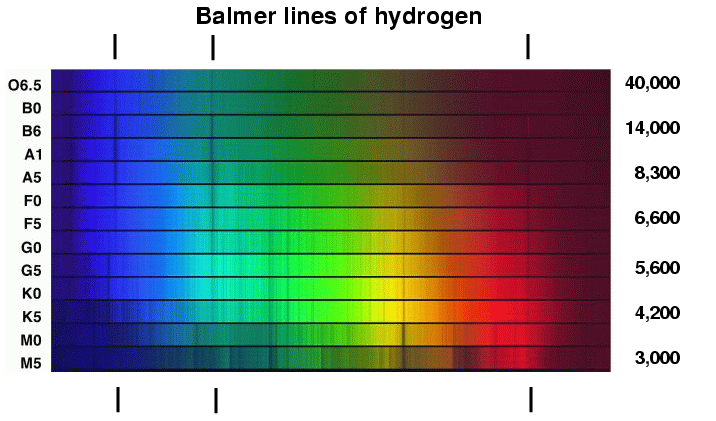 Balmer lines of hydrogen
O6.5 40,000
B0
B6 14,000
A1
A5 8,300
F0
F5 6,600
G0
G5 5,600
K0
K5 4,200
M0
M5 3,000